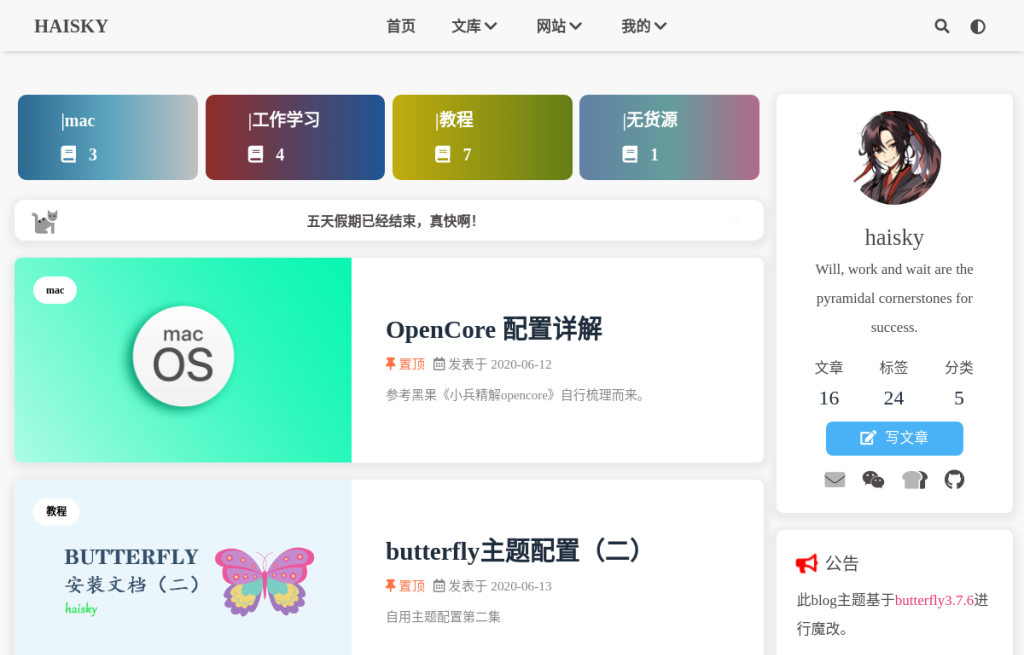 HAISKY
首页
文库
网站
我的
|mac
3
|工作学习
4
|教程
7
|无货源
1
五天假期已经结束，真快啊！
mac
mac
OS
OpenCore 配置详解
置顶 发表于 2020-06-12
参考黑果《小兵精解opencore》自行梳理而来。
教程
BUTTERFLY
安装文档（二）
haisky
butterfly主题配置（二）
置顶 发表于 2020-06-13
自用主题配置第二集
haisky
Will, work and wait are the
pyramidal cornerstones for
success.
文章 标签 分类
16 24 5
写文章
公告
此blog主题基于butterfly3.7.6进
行魔改。